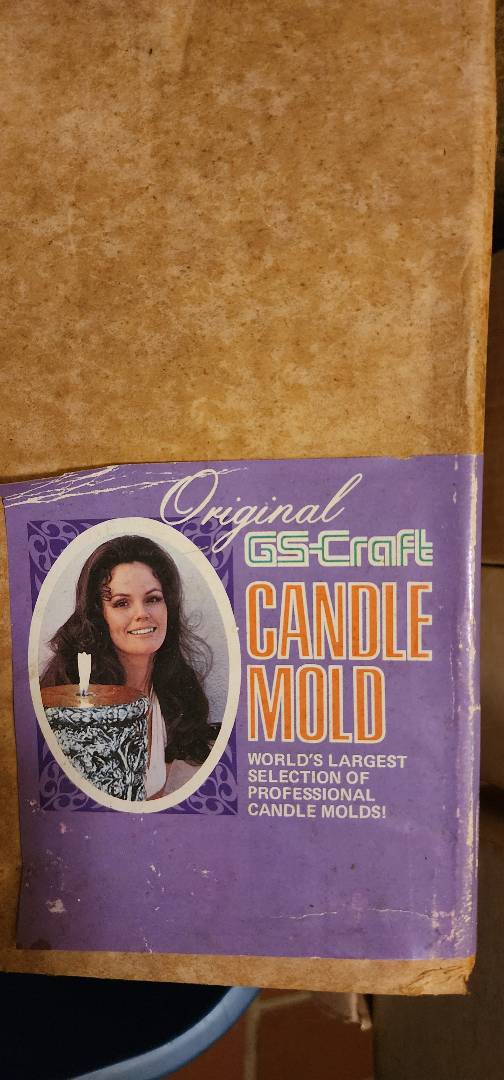 Original
GS-Craft
CANDLE
MOLD
WORLD'S LARGEST
SELECTION OF
PROFESSIONAL
CANDLE MOLDS!